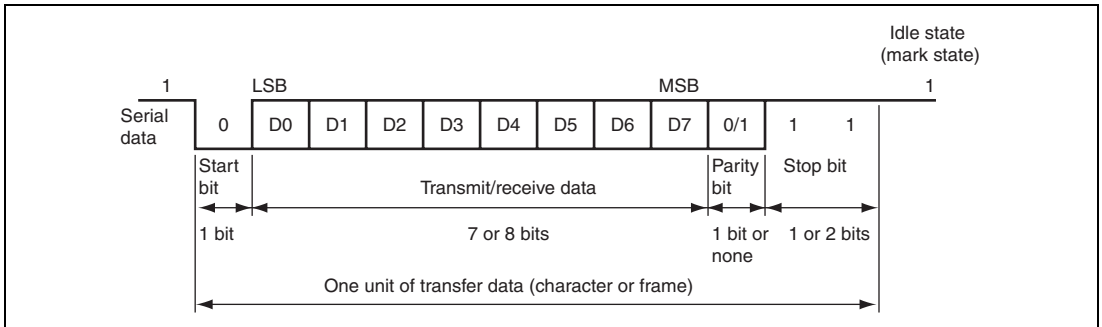 Idle state
(mark state)
1 LSB MSB 1
Serial
data
0 D0 D1 D2 D3 D4 D5 D6 D7 0/1 1 1
Start
bit
Transmit/receive data
Parity
bit
Stop bit
1 bit
7 or 8 bits
1 bit or
none
1 or 2 bits
One unit of transfer data (character or frame)